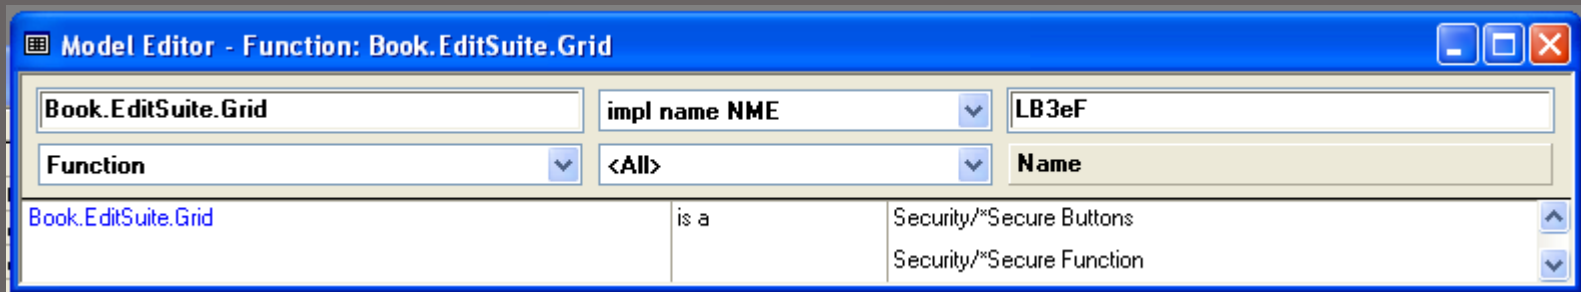 Model Editor - Function: Book.EditSuite.Grid
Book.EditSuite.Grid impl name NME LB3eF
Function <All> Name
Book.EditSuite.Grid is a Security/*Secure Buttons
Security/*Secure Function